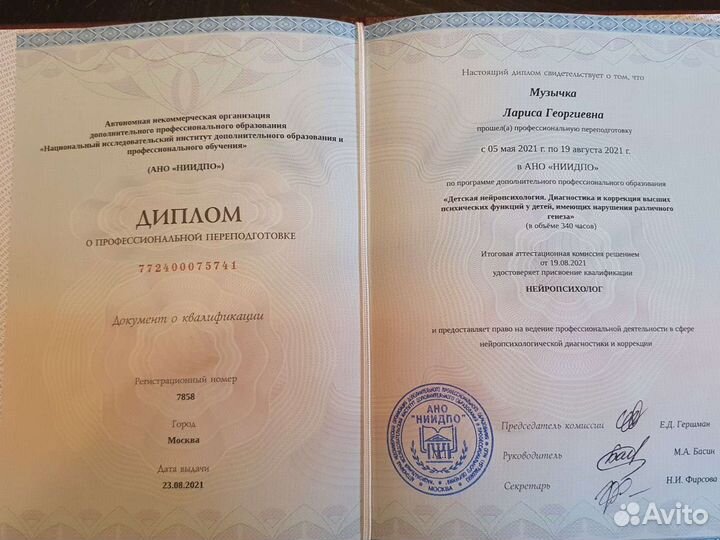 Автономная некоммерческая организация
дополнительного профессионального образования
«Национальный исследовательский институт дополнительного образования и
профессионального обучения»
(АНО «НИИДПО»)
ДИПЛОМ
О ПРОФЕССИОНАЛЬНОЙ ПЕРЕПОДГОТОВКЕ
772400075741
Документ о квалификации
Регистрационный номер
7858
Город
Москва
Дата выдачи
23.08.2021
Настоящий диплом свидетельствует о том, что
Музычка
Лариса Георгиевна
прошел(а) профессиональную переподготовку
с 05 мая 2021 г. по 19 августа 2021 г.
в АНО «НИИДПО»
по программе дополнительного профессионального образования
«Детская нейропсихология. Диагностика и коррекция высших
психических функций у детей, имеющих нарушения различного
генеза»
(в объёме 340 часов)
Итоговая аттестационная комиссия решением
от 19.08.2021
удостоверяет присвоение квалификации
НЕЙРОПСИХОЛОГ
и предоставляет право на ведение профессиональной деятельности в сфере
нейропсихологической диагностики и коррекции
АНО
"НИИДПО"
МОСКВА
Председатель комиссии Е.Д. Гершман
Руководитель М.А. Басин
Секретарь Н.И. Фирсова
Avito